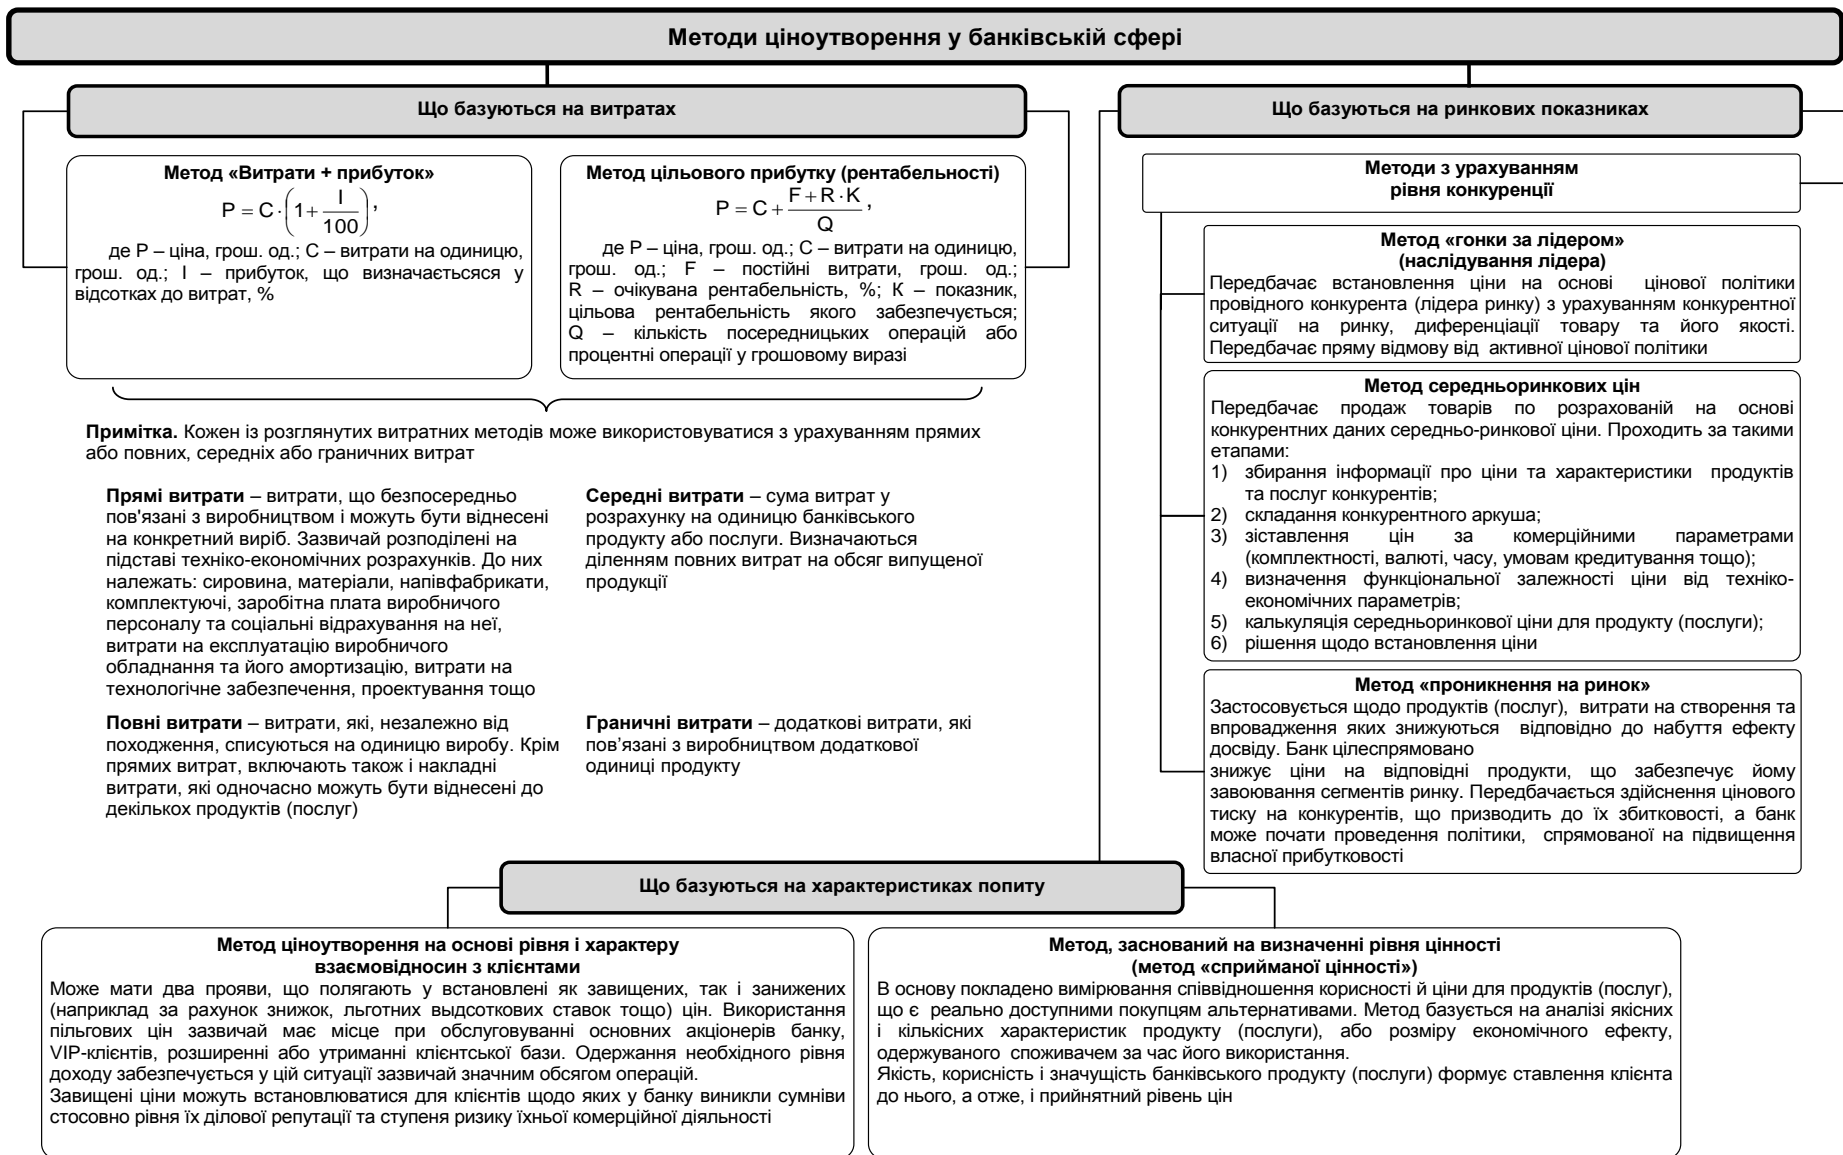 Методи ціноутворення у банківській сфері
Що базуються на витратах
Метод «Витрати + прибуток»
P = C · (1 + I / 100),
де P – ціна, грош. од.; C – витрати на одиницю,
грош. од.; I – прибуток, що визначаєтьсяся у
відсотках до витрат, %
Метод цільового прибутку (рентабельності)
P = C + (F + R · K) / Q,
де P – ціна, грош. од.; C – витрати на одиницю,
грош. од.; F – постійні витрати, грош. од.;
R – очікувана рентабельність, %; К – показник,
цільова рентабельність якого забезпечується;
Q – кількість посередницьких операцій або
процентні операції у грошовому виразі
Примітка. Кожен із розглянутих витратних методів може використовуватися з урахуванням прямих
або повних, середніх або граничних витрат
Прямі витрати – витрати, що безпосередньо
пов'язані з виробництвом і можуть бути віднесені
на конкретний виріб. Зазвичай розподілені на
підставі техніко-економічних розрахунків. До них
належать: сировина, матеріали, напівфабрикати,
комплектуючі, заробітна плата виробничого
персоналу та соціальні відрахування на неї,
витрати на експлуатацію виробничого
обладнання та його амортизацію, витрати на
технологічне забезпечення, проектування тощо
Середні витрати – сума витрат у
розрахунку на одиницю банківського
продукту або послуги. Визначаються
діленням повних витрат на обсяг випущеної
продукції
Повні витрати – витрати, які, незалежно від
походження, списуються на одиницю виробу. Крім
прямих витрат, включають також і накладні
витрати, які одночасно можуть бути віднесені до
декількох продуктів (послуг)
Граничні витрати – додаткові витрати, які
пов’язані з виробництвом додаткової
одиниці продукту
Що базуються на ринкових показниках
Методи з урахуванням
рівня конкуренції
Метод «гонки за лідером»
(наслідування лідера)
Передбачає встановлення ціни на основі цінової політики
провідного конкурента (лідера ринку) з урахуванням конкурентної
ситуації на ринку, диференціації товару та його якості.
Передбачає пряму відмову від активної цінової політики
Метод середньоринкових цін
Передбачає продаж товарів по розрахованій на основі
конкурентних даних середньо-ринкової ціни. Проходить за такими
етапами:
1) збирання інформації про ціни та характеристики продуктів
та послуг конкурентів;
2) складання конкурентного аркуша;
3) зіставлення цін за комерційними параметрами
(комплектності, валюті, часу, умовам кредитування тощо);
4) визначення функціональної залежності ціни від техніко-
економічних параметрів;
5) калькуляція середньоринкової ціни для продукту (послуги);
6) рішення щодо встановлення ціни
Метод «проникнення на ринок»
Застосовується щодо продуктів (послуг), витрати на створення та
впровадження яких знижуються відповідно до набуття ефекту
досвіду. Банк цілеспрямовано
знижує ціни на відповідні продукти, що забезпечує йому
завоювання сегментів ринку. Передбачається здійснення цінового
тиску на конкурентів, що призводить до їх збитковості, а банк
може почати проведення політики, спрямованої на підвищення
власної прибутковості
Що базуються на характеристиках попиту
Метод ціноутворення на основі рівня і характеру
взаємовідносин з клієнтами
Може мати два прояви, що полягають у встановлені як завищених, так і занижених
(наприклад за рахунок знижок, льготних выдсоткових ставок тощо) цін. Використання
пільгових цін зазвичай має місце при обслуговуванні основних акціонерів банку,
VIP-клієнтів, розширенні або утриманні клієнтської бази. Одержання необхідного рівня
доходу забезпечується у цій ситуації зазвичай значним обсягом операцій.
Завищені ціни можуть встановлюватися для клієнтів щодо яких у банку виникли сумніви
стосовно рівня їх ділової репутації та ступеня ризику їхньої комерційної діяльності
Метод, заснований на визначенні рівня цінності
(метод «сприйманої цінності»)
В основу покладено вимірювання співвідношення корисності й ціни для продуктів (послуг),
що є реально доступними покупцям альтернативами. Метод базується на аналізі якісних
і кількісних характеристик продукту (послуги), або розміру економічного ефекту,
одержуваного споживачем за час його використання.
Якість, корисність і значущість банківського продукту (послуги) формує ставлення клієнта
до нього, а отже, і прийнятний рівень цін